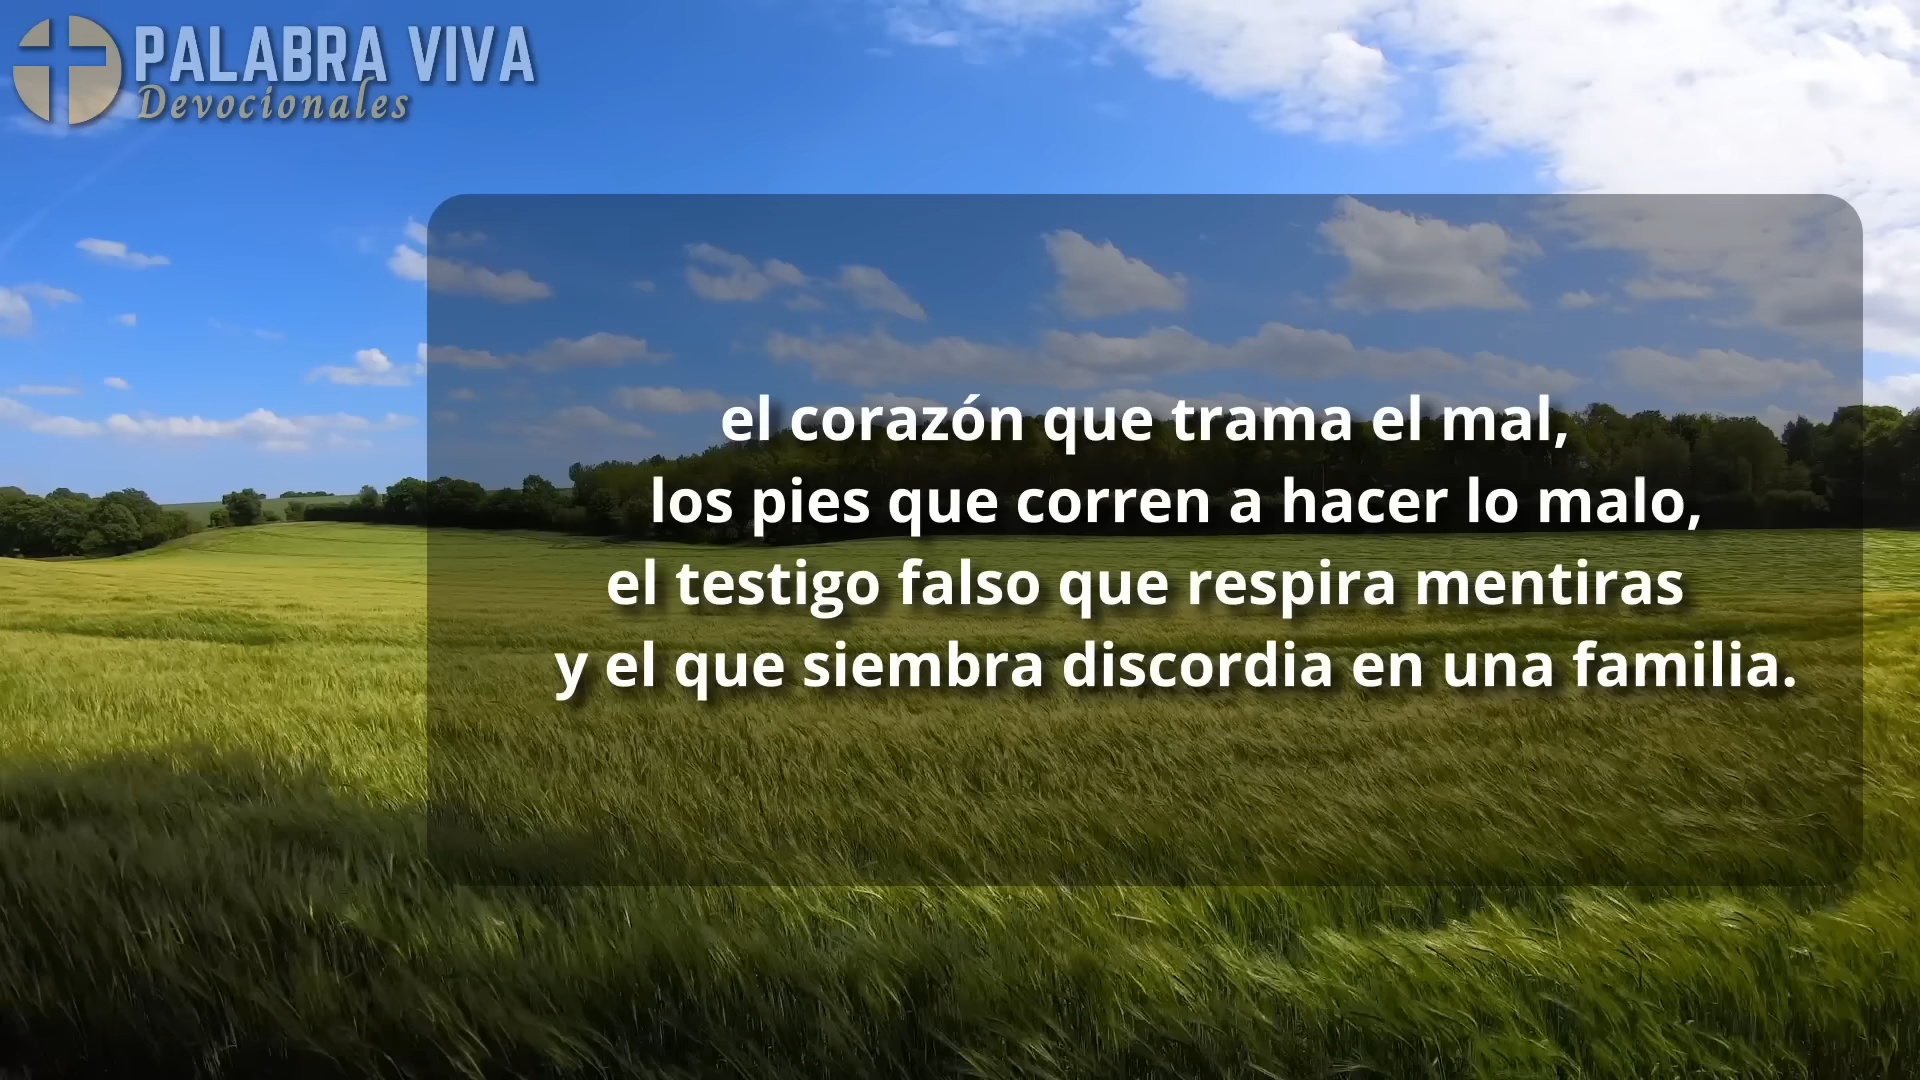 PALABRA VIVA
Devocionales
el corazón que trama el mal,
los pies que corren a hacer lo malo,
el testigo falso que respira mentiras
y el que siembra discordia en una familia.